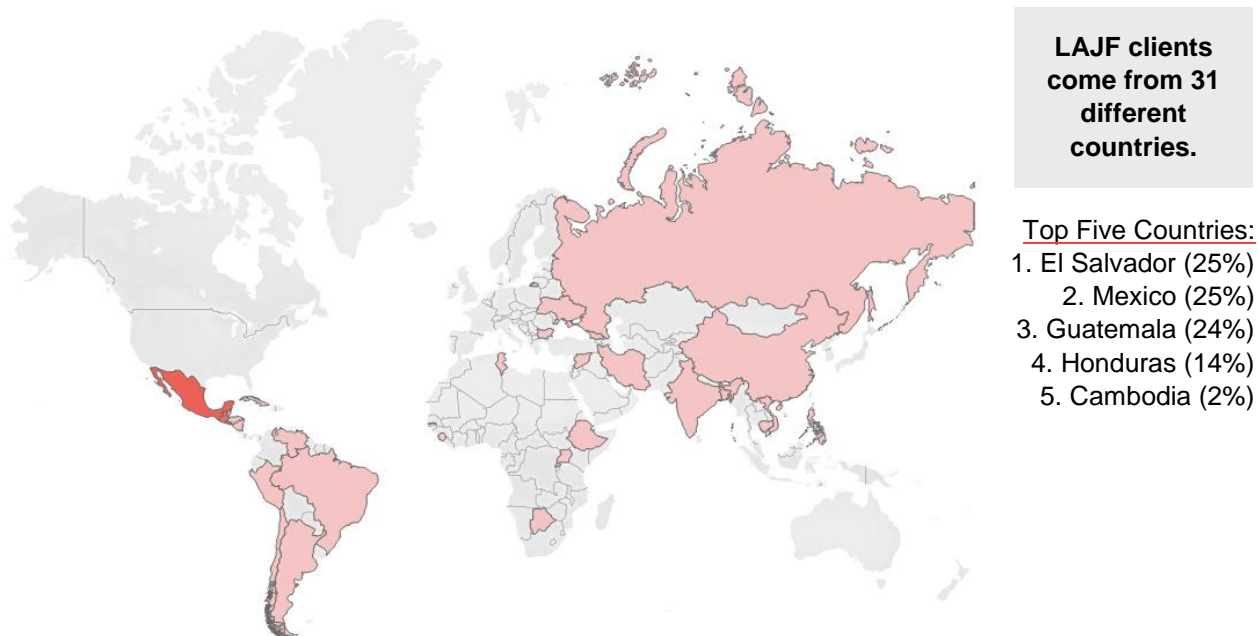 LAJF clients
come from 31
different
countries.
Top Five Countries:
1. El Salvador (25%)
2. Mexico (25%)
3. Guatemala (24%)
4. Honduras (14%)
5. Cambodia (2%)